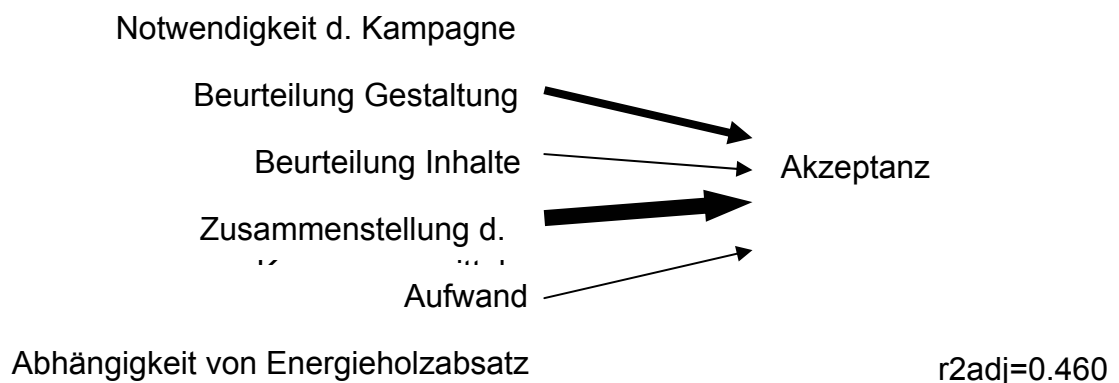 Notwendigkeit d. Kampagne
Beurteilung Gestaltung
Beurteilung Inhalte
Akzeptanz
Zusammenstellung d.
Aufwand
Abhängigkeit von Energieholzabsatz
r2adj=0.460